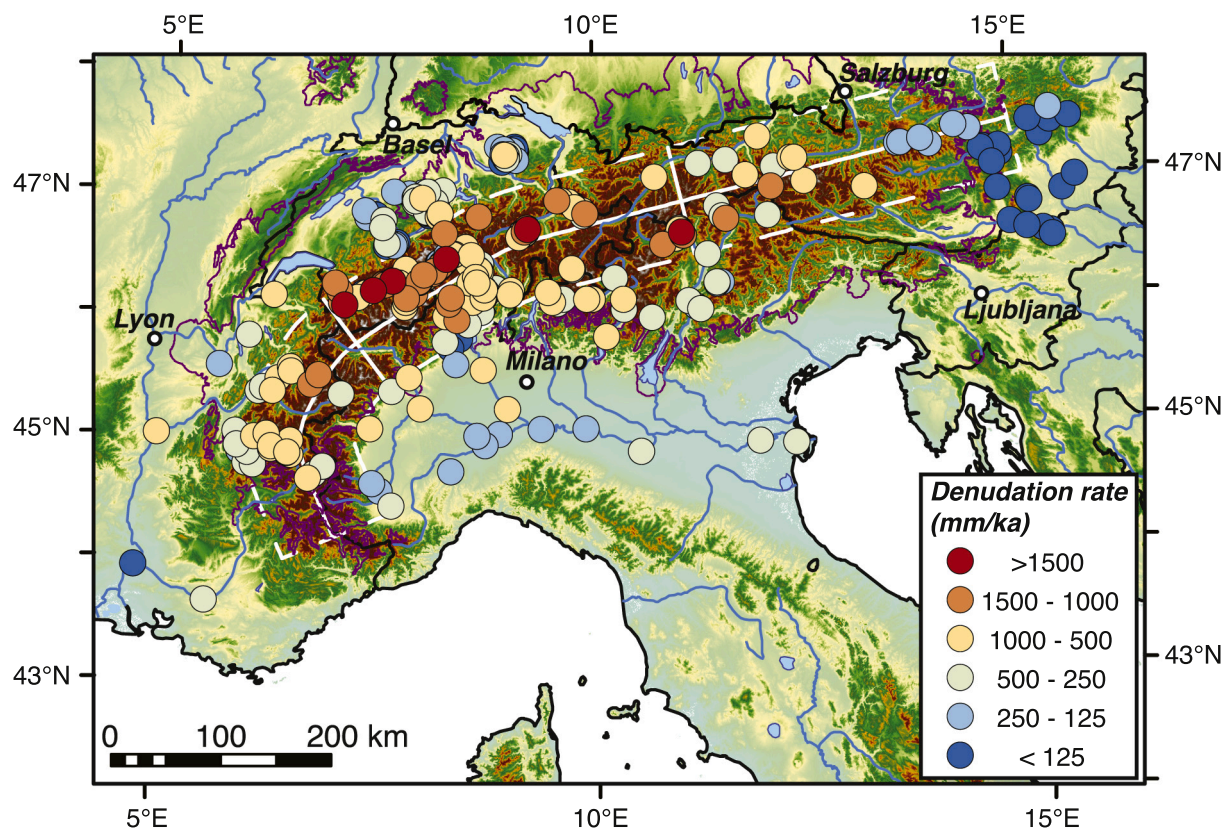 5°E 10°E 15°E
Salzburg
Basel
47°N 47°N
Lyon
Ljubljana
Milano
45°N 45°N
Denudation rate
(mm/ka)
>1500
1500 - 1000
1000 - 500
500 - 250
250 - 125
< 125
43°N 43°N
0 100 200 km
5°E 10°E 15°E